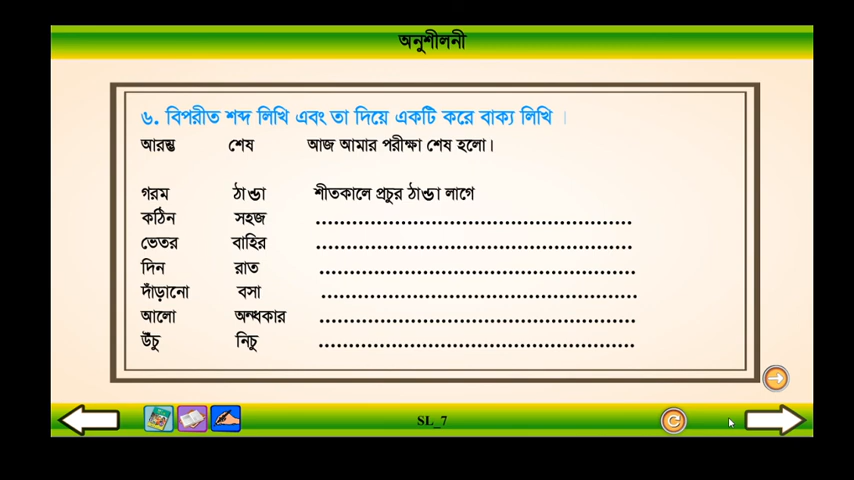 অনুশীলনী
৬. বিপরীত শব্দ লিখি এবং তা দিয়ে একটি করে বাক্য লিখি ।
আরম্ভ শেষ আজ আমার পরীক্ষা শেষ হলো।
গরম ঠাণ্ডা শীতকালে প্রচুর ঠাণ্ডা লাগে
কঠিন সহজ ....................................................
ভেতর বাহির ....................................................
দিন রাত ....................................................
দাঁড়ানো বসা ....................................................
আলো অন্ধকার ....................................................
উঁচু নিচু ....................................................
SL_7